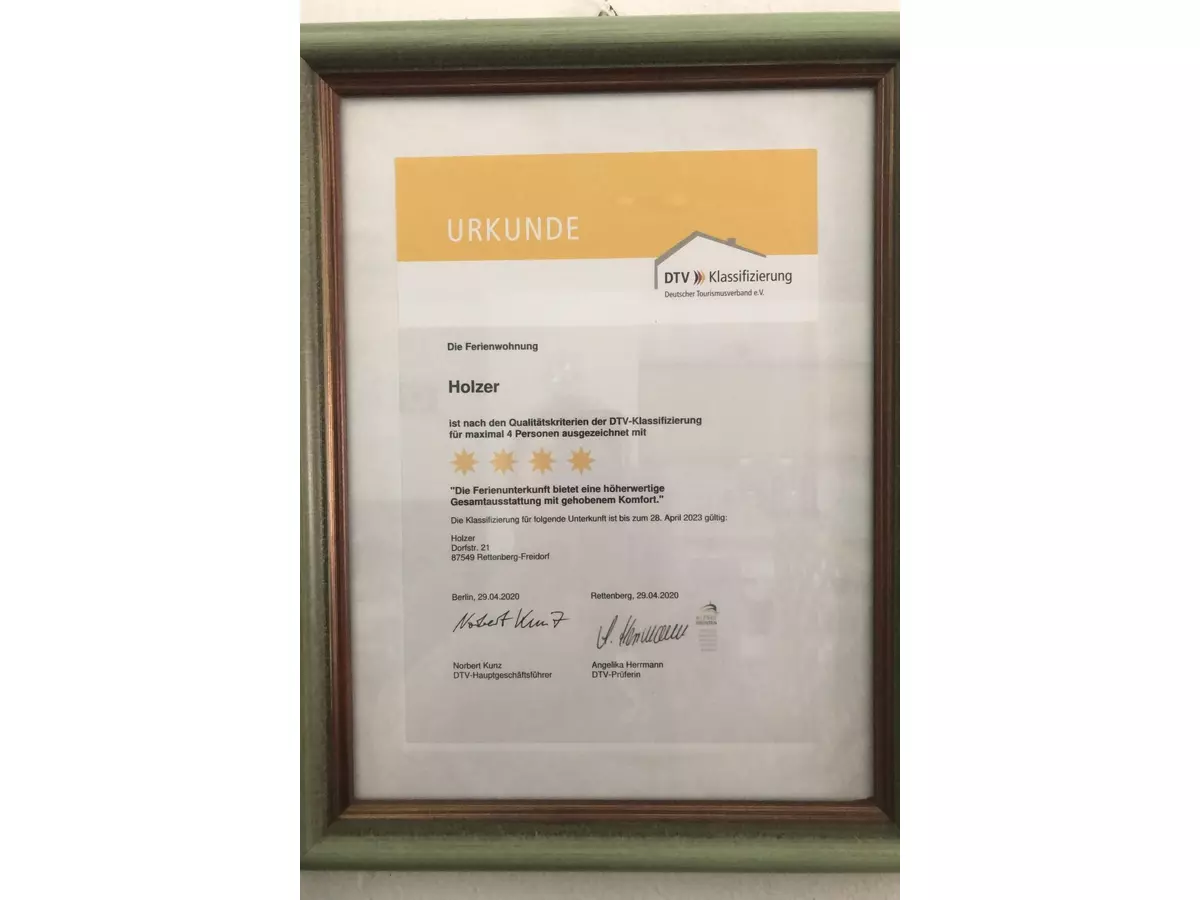 URKUNDE
DTV Klassifizierung
Deutscher Tourismusverband e.V.
Die Ferienwohnung
Holzer
ist nach den Qualitätskriterien der DTV-Klassifizierung
für maximal 4 Personen ausgezeichnet mit
"Die Ferienunterkunft bietet eine höherwertige
Gesamtausstattung mit gehobenem Komfort."
Die Klassifizierung für folgende Unterkunft ist bis zum 28. April 2023 gültig:
Holzer
Dorfstr. 21
87549 Rettenberg-Freidorf
Berlin, 29.04.2020
Rettenberg, 29.04.2020
Norbert Kunz
A. Herrmann
Norbert Kunz
DTV-Hauptgeschäftsführer
Angelika Herrmann
DTV-Prüferin